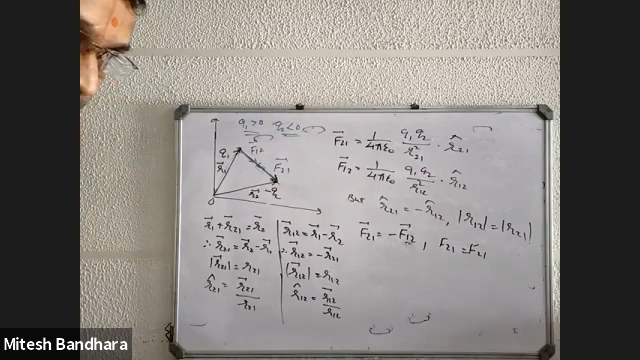 q₁>0 q₂<0
F⃗₁₂
q₁
F⃗₂₁
r⃗₁
r⃗₂
-q₂
O
r⃗₁ + r⃗₂₁ = r⃗₂
∴ r⃗₂₁ = r⃗₂ - r⃗₁
|r⃗₂₁| = r₂₁
r̂₂₁ = r⃗₂₁ / r₂₁
r⃗₁₂ = r⃗₁ - r⃗₂
∴ r⃗₁₂ = - r⃗₂₁
|r⃗₁₂| = r₁₂
r̂₁₂ = r⃗₁₂ / r₁₂
F⃗₂₁ = 1/4πε₀ q₁q₂/r²₂₁ · r̂₂₁
F⃗₁₂ = 1/4πε₀ q₁q₂/r²₁₂ · r̂₁₂
But r̂₂₁ = - r̂₁₂, |r₁₂| = |r₂₁|
F⃗₂₁ = - F⃗₁₂, F₂₁ = F₂₁
Mitesh Bandhara